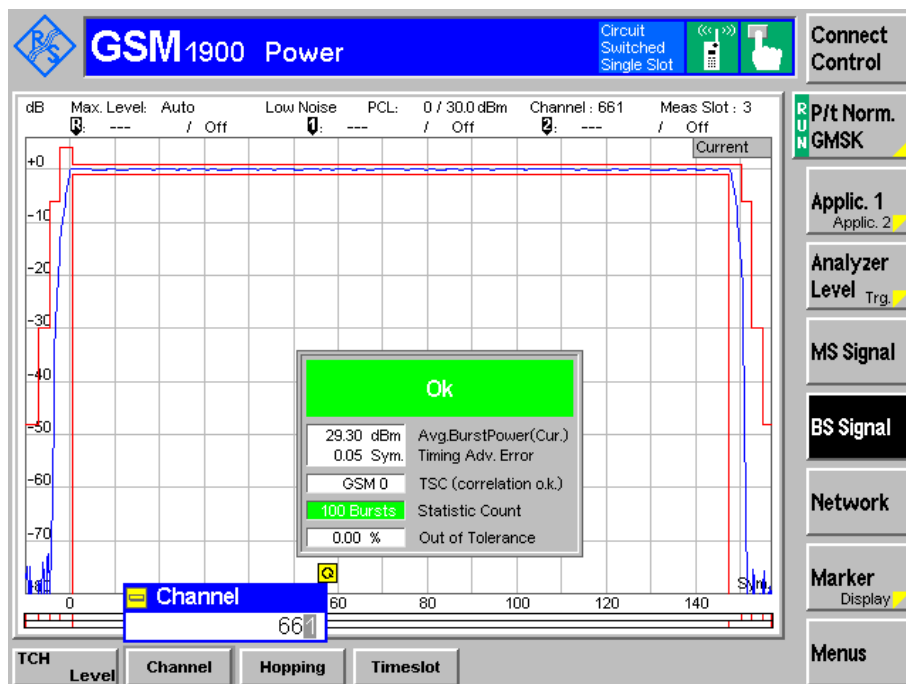 R&S GSM 1900 Power Circuit Switched Single Slot
Connect Control
dB Max. Level: Auto Low Noise PCL: 0 / 30.0 dBm Channel : 661 Meas Slot : 3
R: --- / Off 1: --- / Off 2: --- / Off
RUN P/t Norm. GMSK
Current
+0
-10
Applic. 1
Applic. 2
-20
Analyzer Level Trg.
-30
MS Signal
-40
Ok
-50
29.30 dBm Avg.BurstPower(Cur.)
BS Signal
0.05 Sym. Timing Adv. Error
-60
GSM 0 TSC (correlation o.k.)
100 Bursts Statistic Count
Network
-70
0.00 % Out of Tolerance
Marker
Display
Sym.
0 60 80 100 120 140
Channel
661
Menus
TCH Level Channel Hopping Timeslot